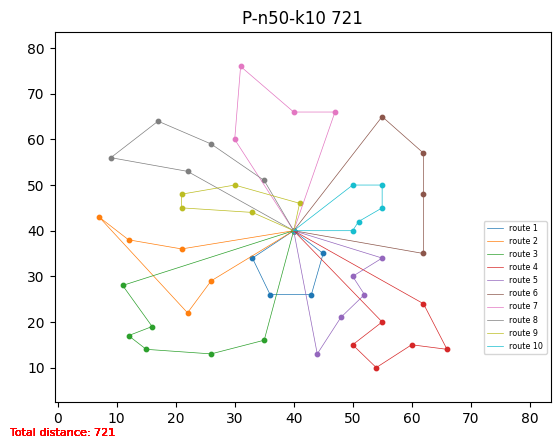 P-n50-k10 721
80
70
60
50
40
30
20
10
0 10 20 30 40 50 60 70 80
route 1
route 2
route 3
route 4
route 5
route 6
route 7
route 8
route 9
route 10
Total distance: 721